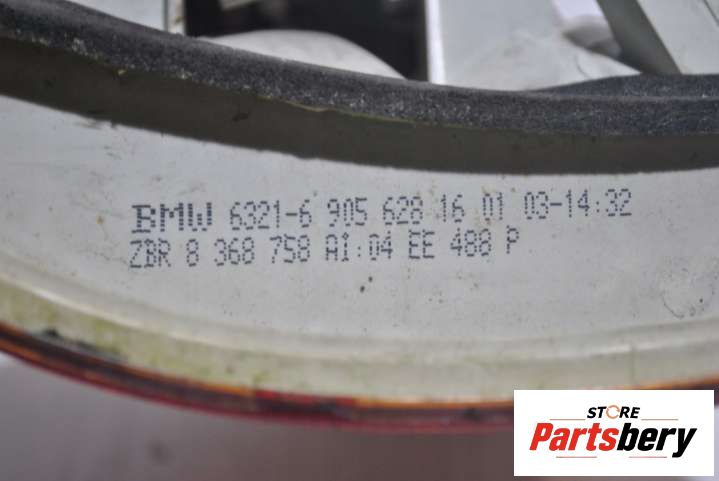 BMW 6321-6 905 628 16 01 03-14:32
ZBR 8 368 758 AI:04 EE 488 P
STORE
Partsbery